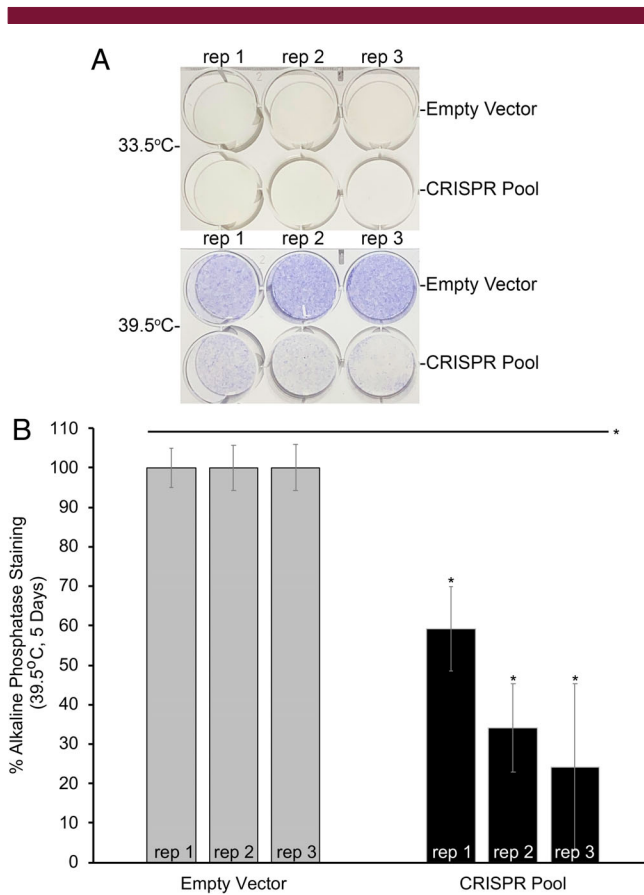 A
rep 1 rep 2 rep 3
33.5°C-
-Empty Vector
-CRISPR Pool
rep 1 rep 2 rep 3
39.5°C-
-Empty Vector
-CRISPR Pool
B
% Alkaline Phosphatase Staining
(39.5°C, 5 Days)
110
100
90
80
70
60
50
40
30
20
10
0
*
*
*
*
rep 1 rep 2 rep 3
rep 1 rep 2 rep 3
Empty Vector CRISPR Pool